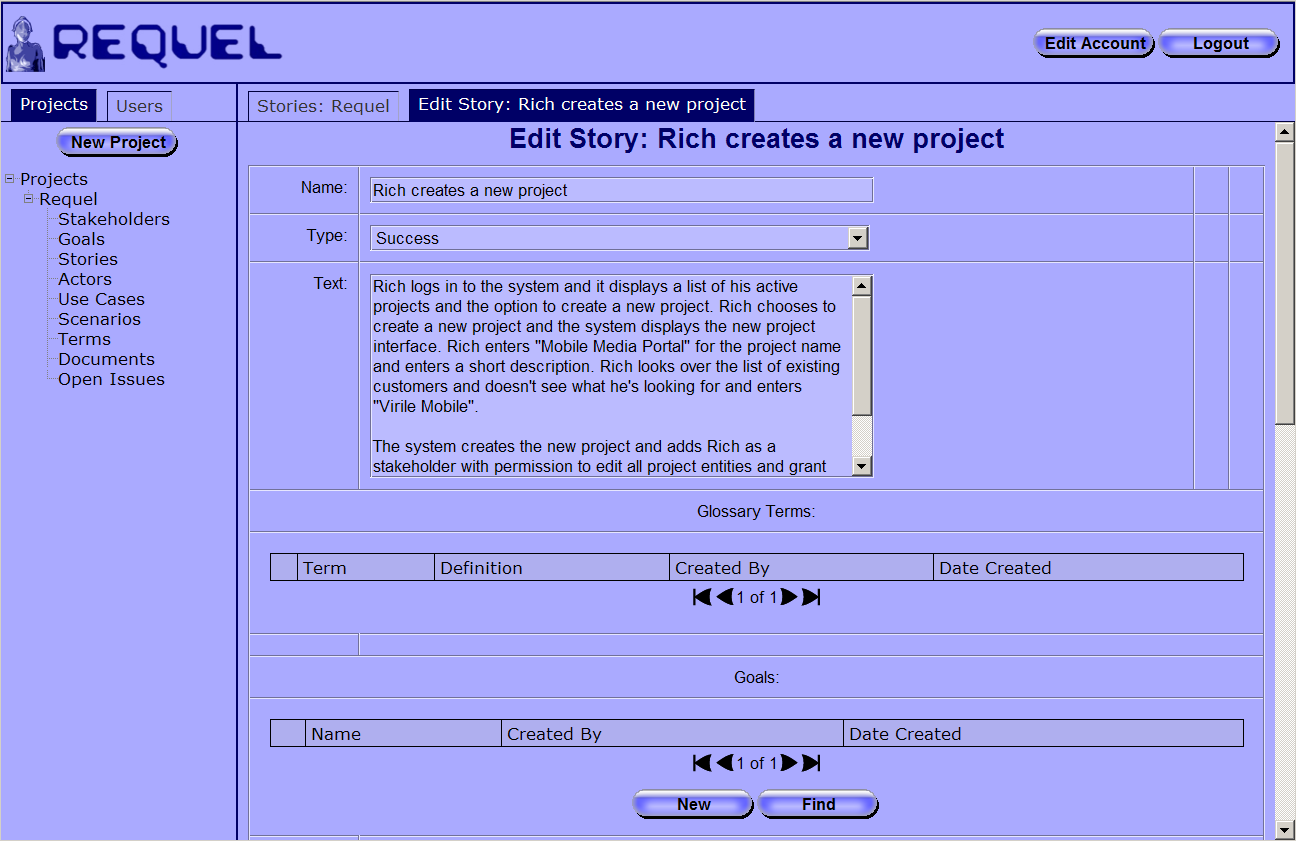 REQUEL
Edit Account
Logout
Projects
Users
Stories: Requel
Edit Story: Rich creates a new project
New Project
Projects
Requel
Stakeholders
Goals
Stories
Actors
Use Cases
Scenarios
Terms
Documents
Open Issues
Edit Story: Rich creates a new project
Name:
Rich creates a new project
Type:
Success
Text:
Rich logs in to the system and it displays a list of his active
projects and the option to create a new project. Rich chooses to
create a new project and the system displays the new project
interface. Rich enters "Mobile Media Portal" for the project name
and enters a short description. Rich looks over the list of existing
customers and doesn't see what he's looking for and enters
"Virile Mobile".
The system creates the new project and adds Rich as a
stakeholder with permission to edit all project entities and grant
Glossary Terms:
Term
Definition
Created By
Date Created
1 of 1
Goals:
Name
Created By
Date Created
1 of 1
New
Find